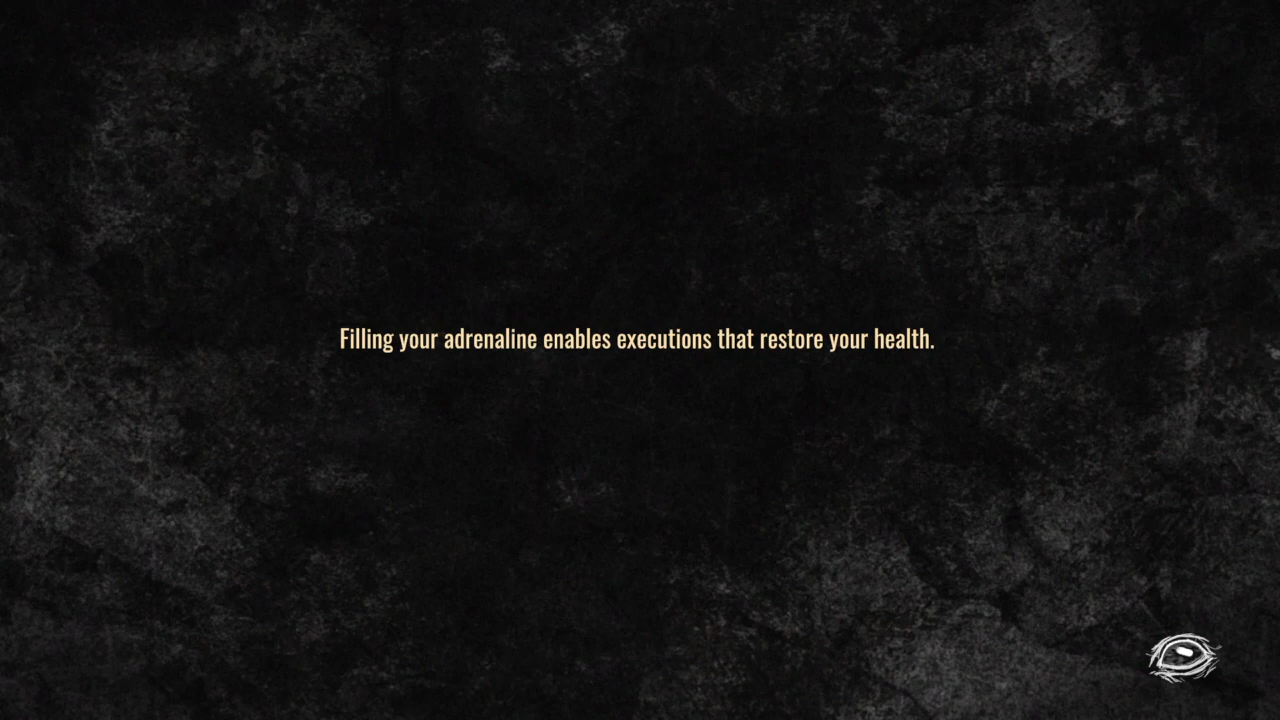 Filling your adrenaline enables executions that restore your health.